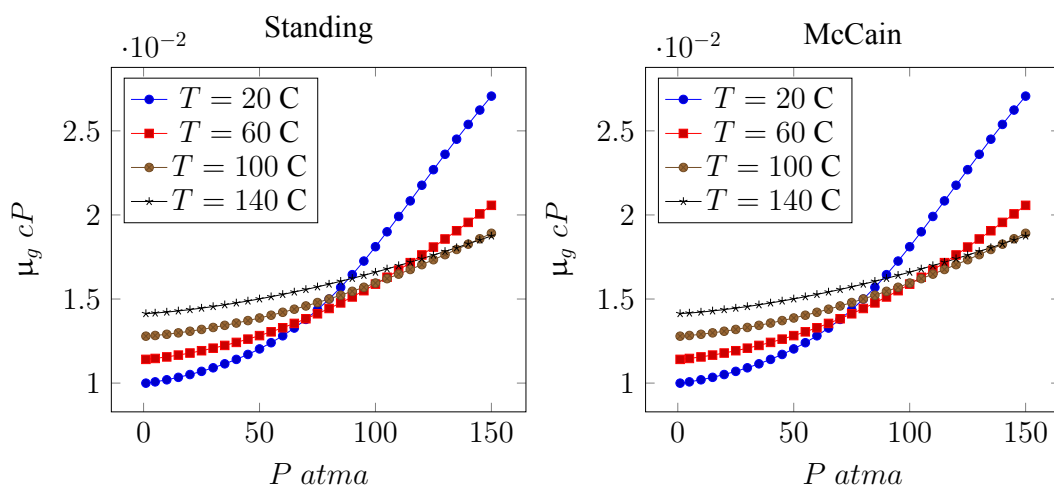 Standing
·10⁻²
T = 20 C
T = 60 C
T = 100 C
T = 140 C
2.5
2
1.5
1
μg cP
0 50 100 150
P atma
McCain
·10⁻²
T = 20 C
T = 60 C
T = 100 C
T = 140 C
2.5
2
1.5
1
μg cP
0 50 100 150
P atma